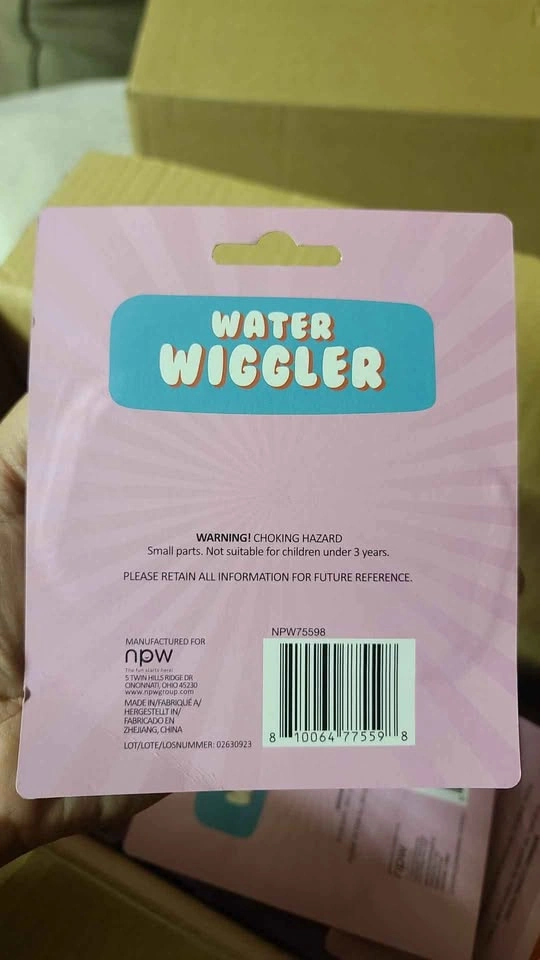 WATER
WIGGLER
WARNING! CHOKING HAZARD
Small parts. Not suitable for children under 3 years.
PLEASE RETAIN ALL INFORMATION FOR FUTURE REFERENCE.
MANUFACTURED FOR
npw
The fun starts here!
5 TWIN HILLS RIDGE DR
CINCINNATI, OHIO 45230
www.npwgroup.com
MADE IN/FABRIQUÉ A/
HERGESTELLT IN/
FABRICADO EN
ZHEJIANG, CHINA
LOT/LOTE/LOSNUMMER: 02630923
NPW75598
8 10064 77559 8
npw